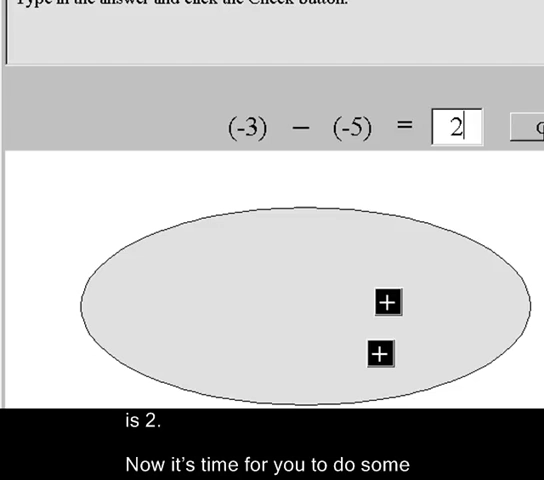 Type in the answer and click the Check button.
(-3) − (-5) = 2
+
+
is 2.
Now it's time for you to do some